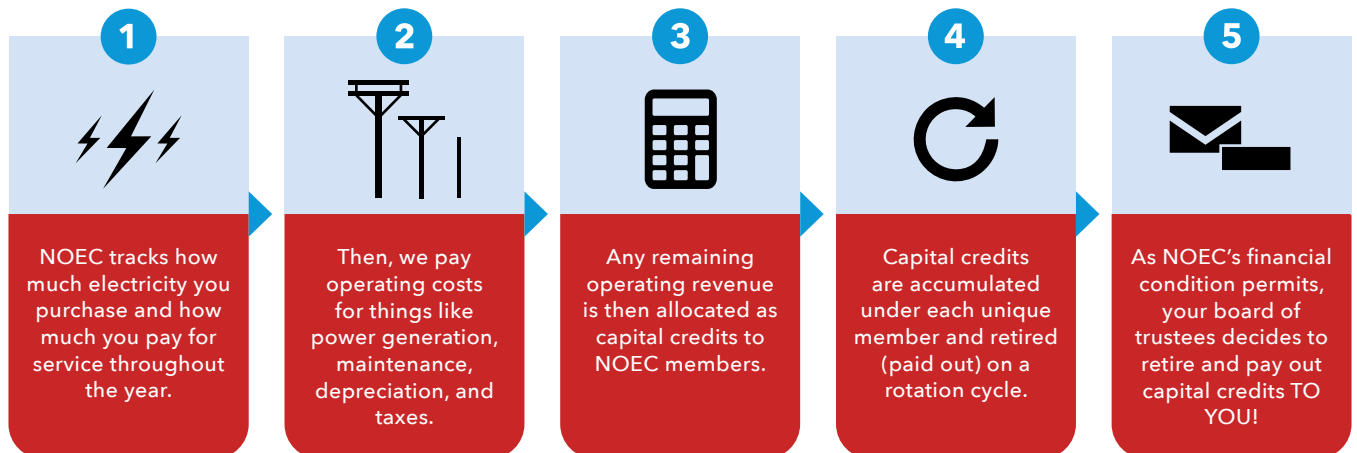 1
NOEC tracks how
much electricity you
purchase and how
much you pay for
service throughout
the year.
2
Then, we pay
operating costs
for things like
power generation,
maintenance,
depreciation, and
taxes.
3
Any remaining
operating revenue
is then allocated as
capital credits to
NOEC members.
4
Capital credits
are accumulated
under each unique
member and retired
(paid out) on a
rotation cycle.
5
As NOEC’s financial
condition permits,
your board of
trustees decides to
retire and pay out
capital credits TO
YOU!